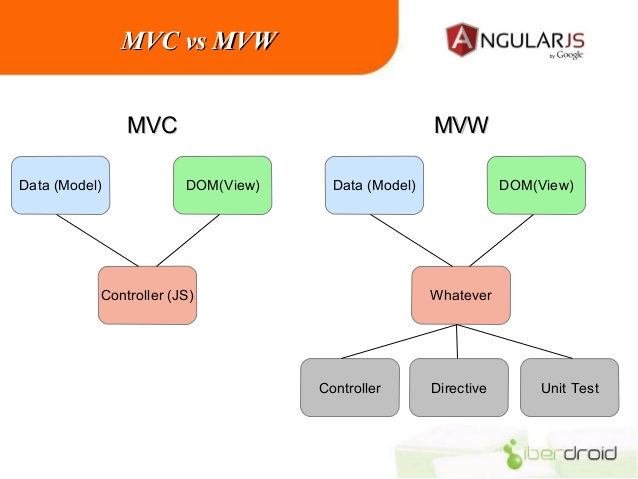 MVC vs MVW
ANGULARJS
by Google
MVC
MVW
Data (Model)
DOM(View)
Data (Model)
DOM(View)
Controller (JS)
Whatever
Controller
Directive
Unit Test
iberdroid